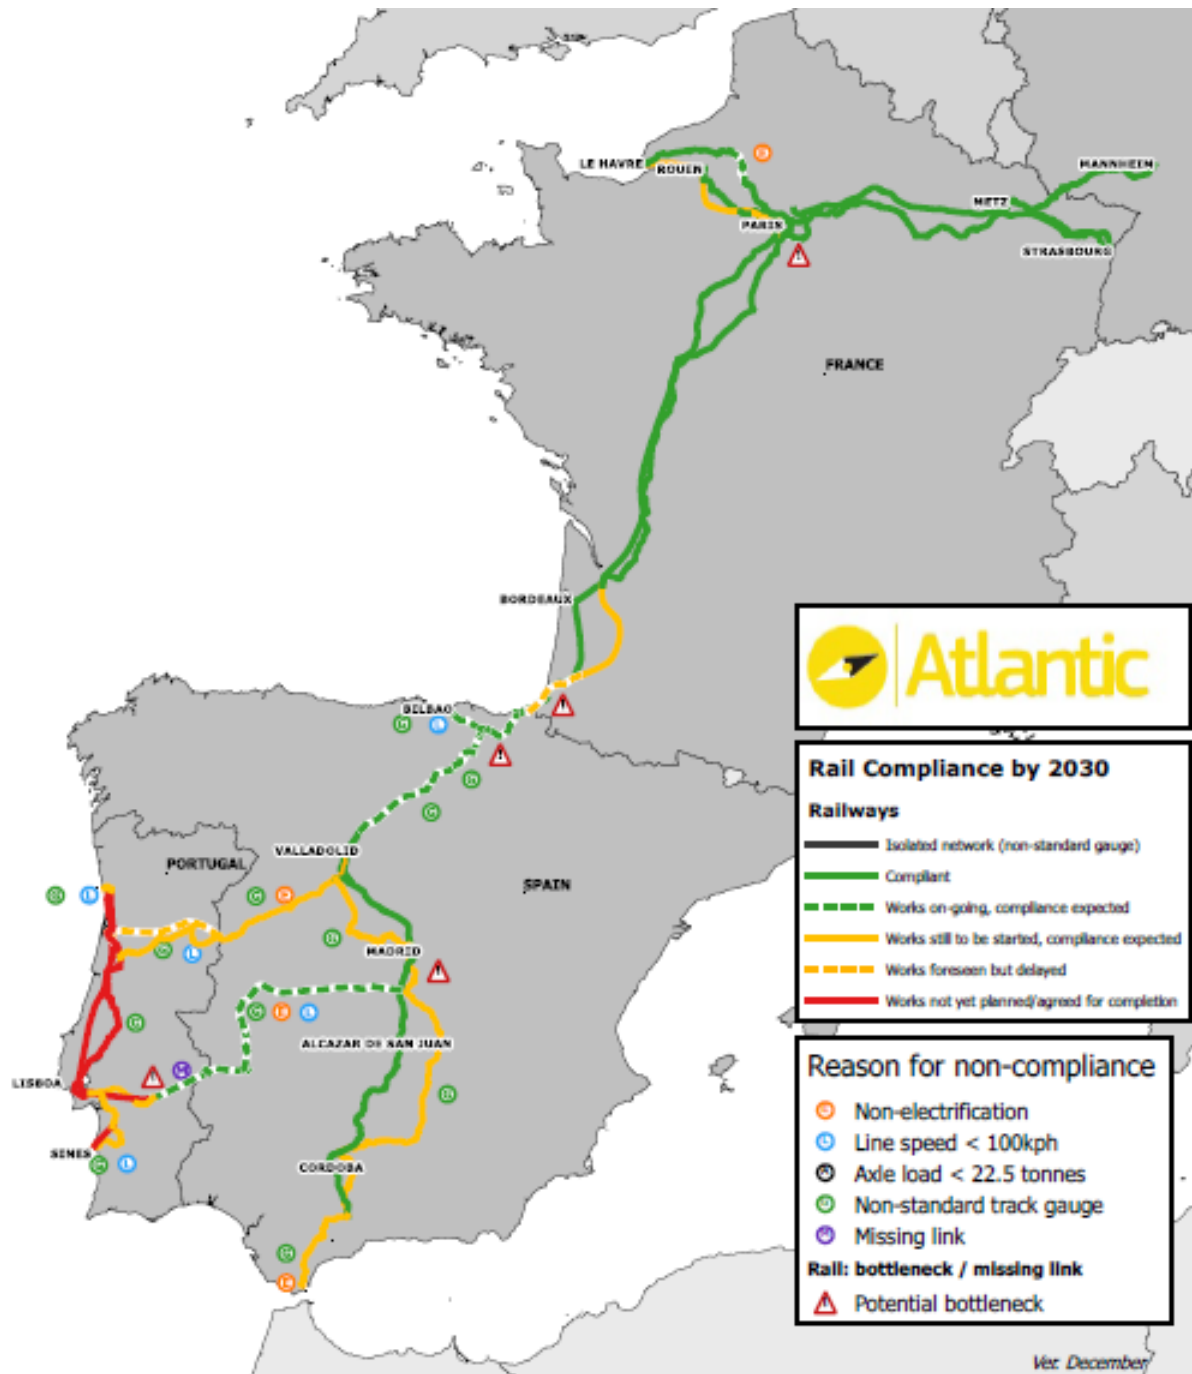 LE HAVRE
ROUEN
PARIS
METZ
MANNHEIM
STRASBOURG
FRANCE
BORDEAUX
BILBAO
G
L
G
G
VALLADOLID
PORTUGAL
SPAIN
G
L
G
G
MADRID
G
L
G
E
L
G
ALCAZAR DE SAN JUAN
LISBOA
M
G
SINES
G
L
CORDOBA
G
E
Atlantic
Rail Compliance by 2030
Railways
Isolated network (non-standard gauge)
Compliant
Works on-going, compliance expected
Works still to be started, compliance expected
Works foreseen but delayed
Works not yet planned/agreed for completion
Reason for non-compliance
Non-electrification
Line speed < 100kph
Axle load < 22.5 tonnes
Non-standard track gauge
Missing link
Rail: bottleneck / missing link
Potential bottleneck
Ver. December